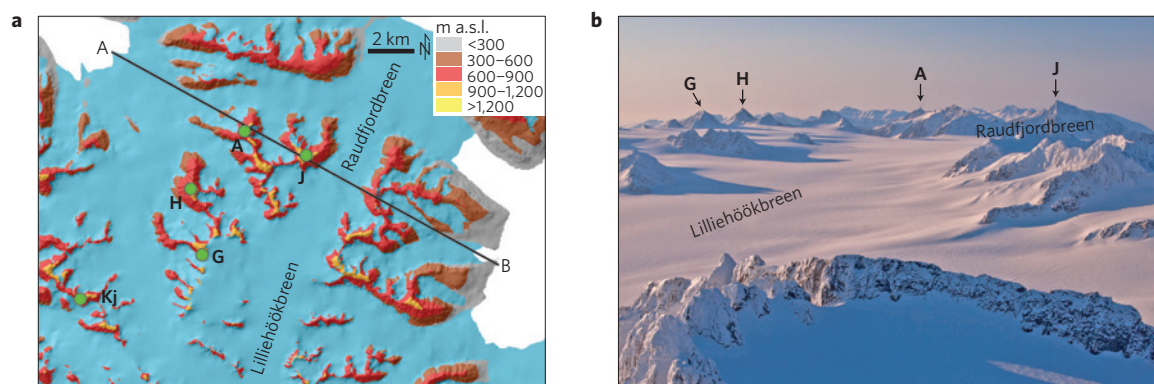 a
A
2 km
N
m a.s.l.
<300
300–600
600–900
900–1,200
>1,200
Raudfjordbreen
A
J
H
G
B
Kj
Lilliehöökbreen
b
G
H
A
J
Raudfjordbreen
Lilliehöökbreen